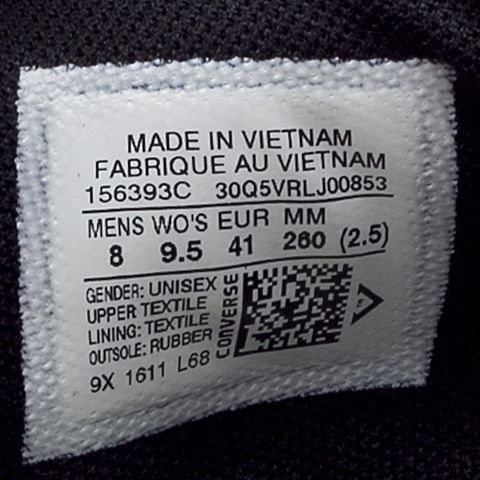 MADE IN VIETNAM
FABRIQUE AU VIETNAM
156393C 30Q5VRLJ00853
MENS WO'S EUR MM
8 9.5 41 260 (2.5)
GENDER: UNISEX
UPPER: TEXTILE
LINING: TEXTILE
OUTSOLE: RUBBER
9X 1611 L68
CONVERSE